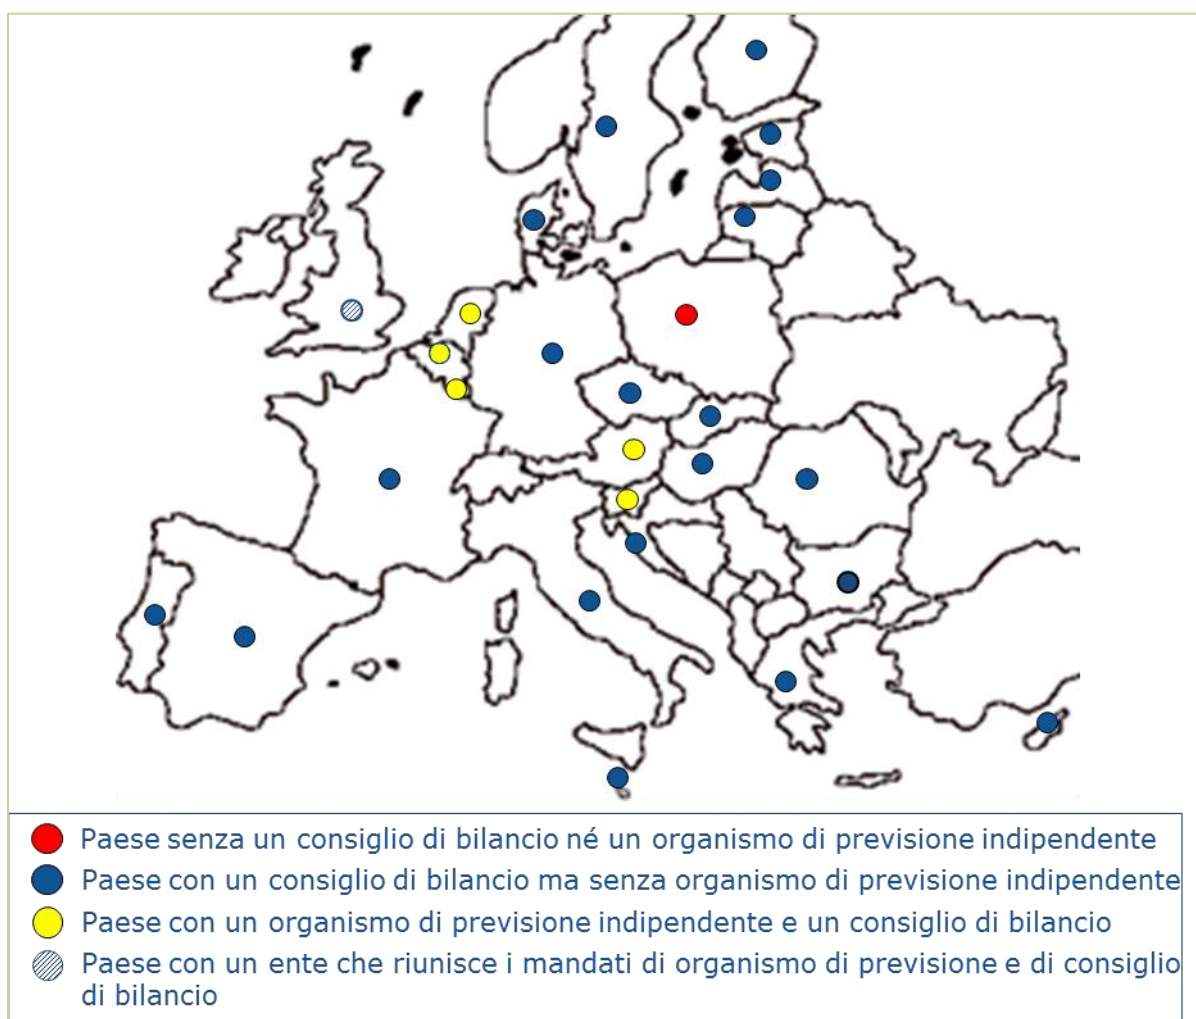 Paese senza un consiglio di bilancio né un organismo di previsione indipendente
Paese con un consiglio di bilancio ma senza organismo di previsione indipendente
Paese con un organismo di previsione indipendente e un consiglio di bilancio
Paese con un ente che riunisce i mandati di organismo di previsione e di consiglio
di bilancio